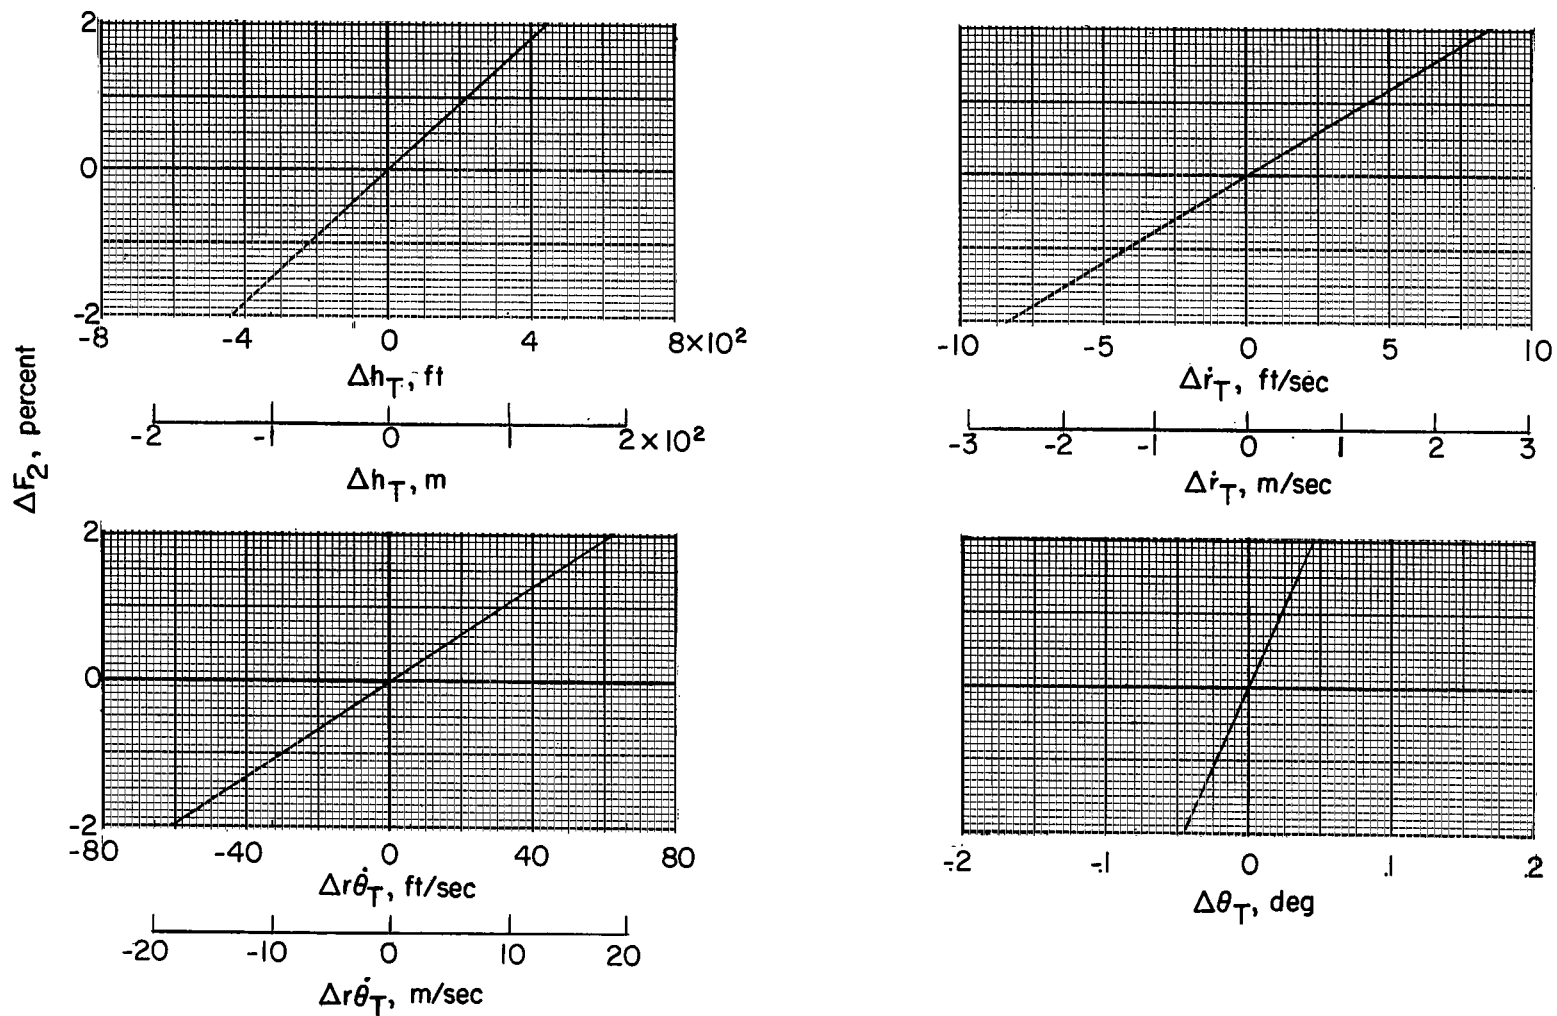 ΔF₂, percent
2
0
-2
-8 -4 0 4 8×10²
Δh_T, ft
-2 -1 0 1 2×10²
Δh_T, m
-10 -5 0 5 10
Δṙ_T, ft/sec
-3 -2 -1 0 1 2 3
Δṙ_T, m/sec
2
0
-2
-80 -40 0 40 80
Δrθ̇_T, ft/sec
-20 -10 0 10 20
Δrθ̇_T, m/sec
-.2 -.1 0 .1 .2
Δθ_T, deg